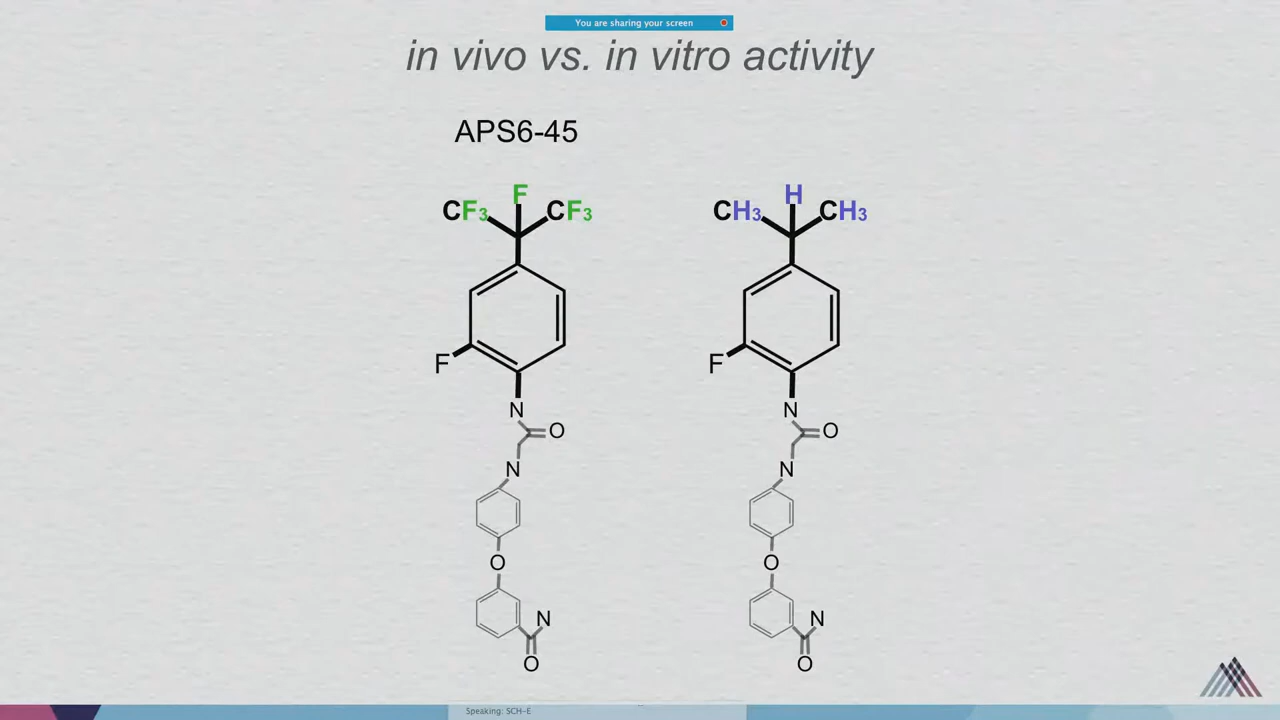 You are sharing your screen
in vivo vs. in vitro activity
APS6-45
F
CF3 CF3
F
N
O
N
O
N
O
H
CH3 CH3
F
N
O
N
O
N
O
Speaking: SCH-E